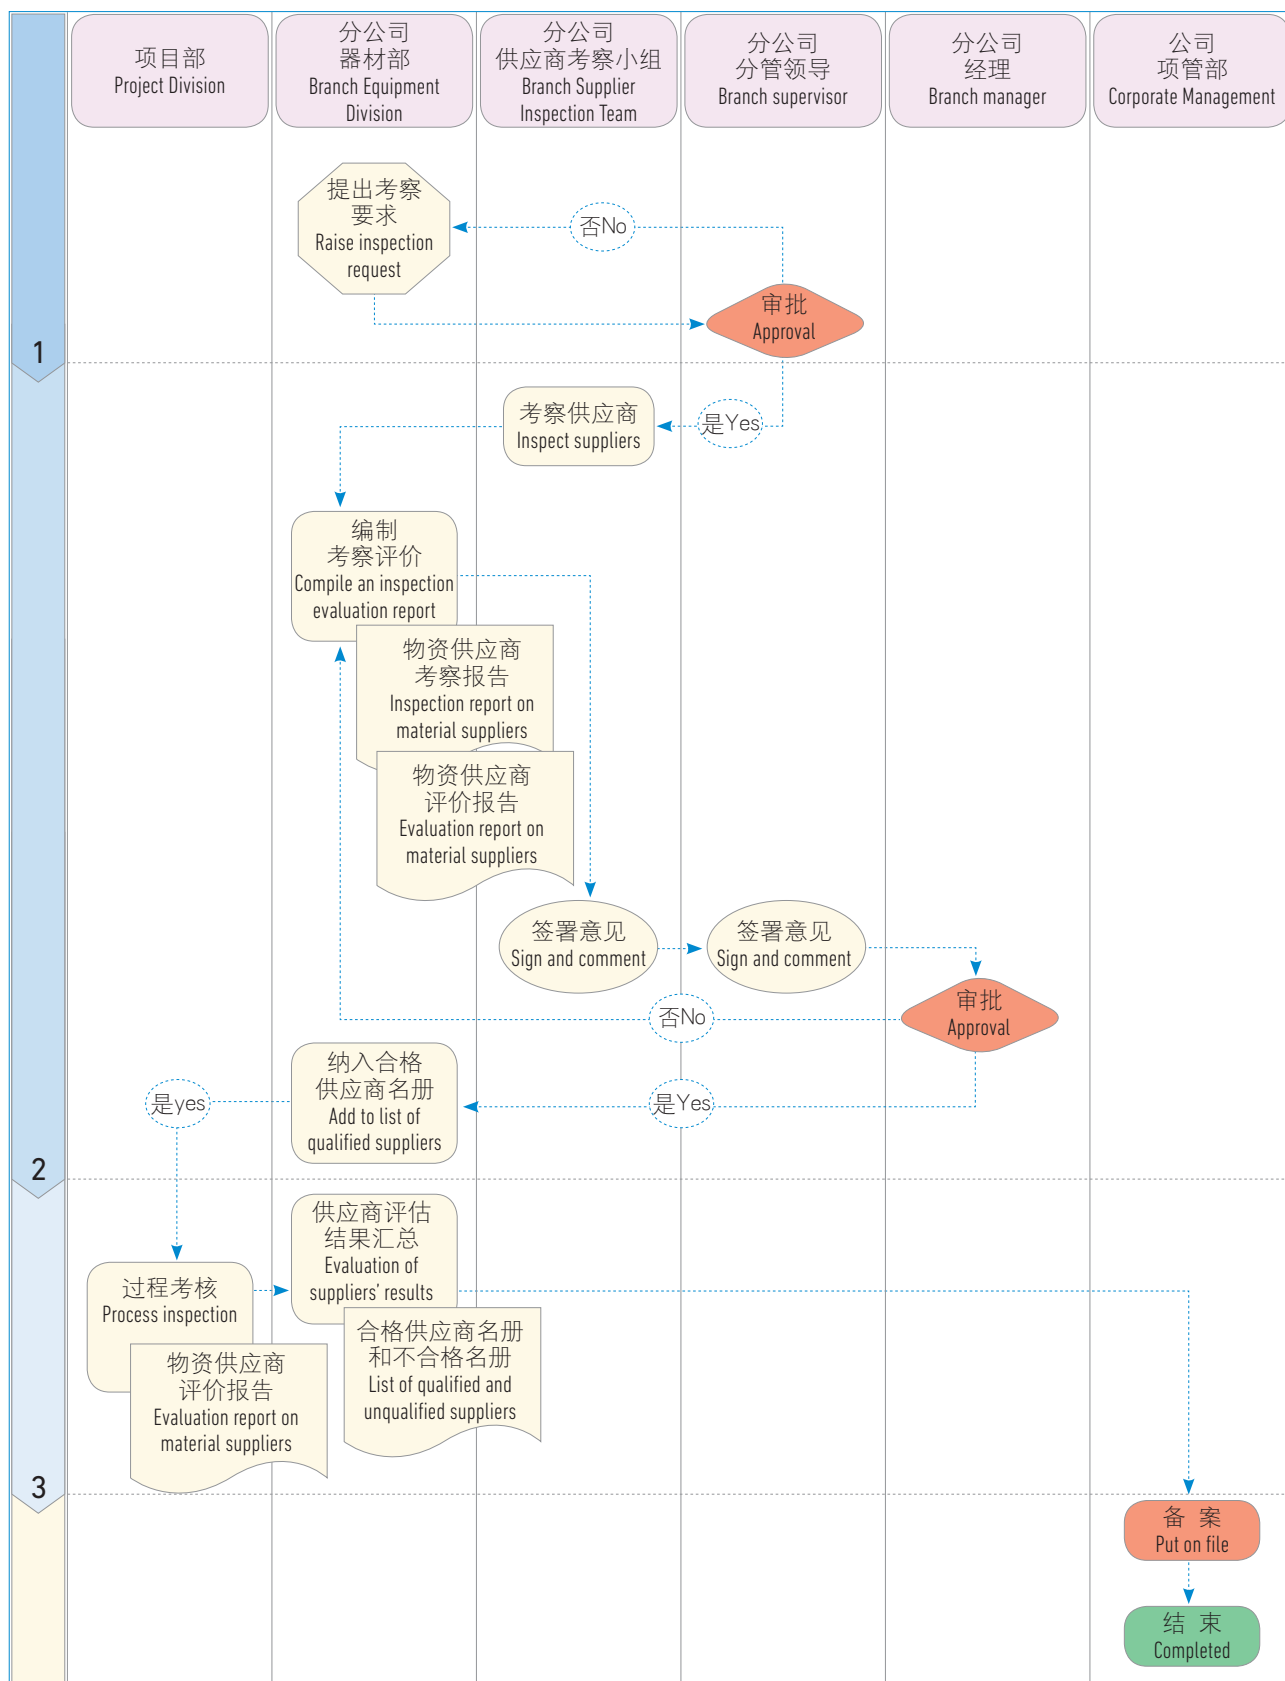 项目部
Project Division
分公司
器材部
Branch Equipment
Division
分公司
供应商考察小组
Branch Supplier
Inspection Team
分公司
分管领导
Branch supervisor
分公司
经理
Branch manager
公司
项管部
Corporate Management
提出考察
要求
Raise inspection
request
否No
审批
Approval
1
考察供应商
Inspect suppliers
是Yes
编制
考察评价
Compile an inspection
evaluation report
物资供应商
考察报告
Inspection report on
material suppliers
物资供应商
评价报告
Evaluation report on
material suppliers
签署意见
Sign and comment
签署意见
Sign and comment
审批
Approval
否No
纳入合格
供应商名册
Add to list of
qualified suppliers
是yes
是Yes
2
供应商评估
结果汇总
Evaluation of
suppliers' results
过程考核
Process inspection
合格供应商名册
和不合格名册
List of qualified and
unqualified suppliers
物资供应商
评价报告
Evaluation report on
material suppliers
3
备 案
Put on file
结 束
Completed